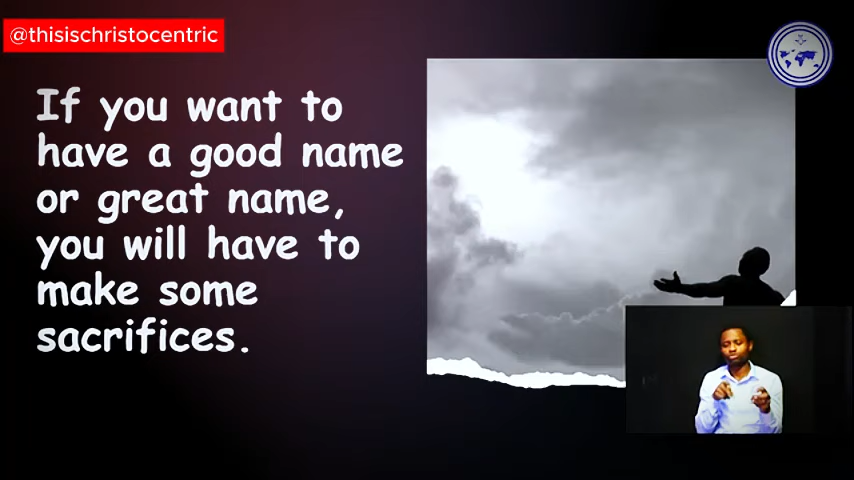 @thisischristocentric
If you want to
have a good name
or great name,
you will have to
make some
sacrifices.